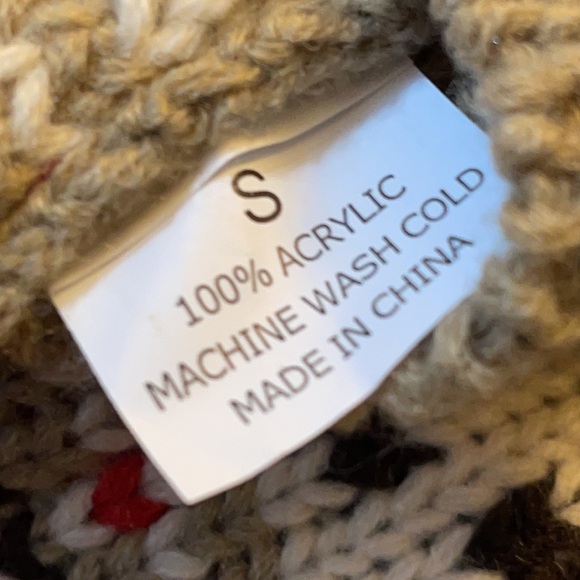 S
100% ACRYLIC
MACHINE WASH COLD
MADE IN CHINA